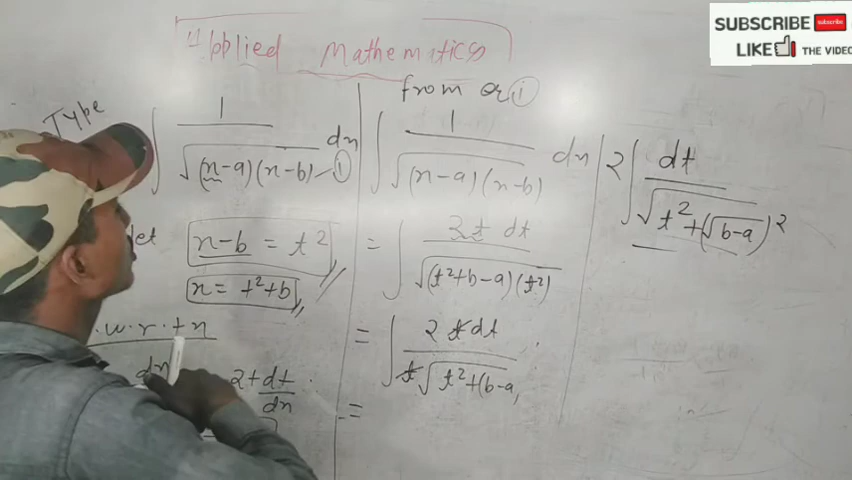 SUBSCRIBE subscribe
LIKE THE VIDEO
Applied Mathematics
Type
∫ 1/√(x-a)(x-b) dx — ①
let x-b = t²
x = t²+b
w.r.t x
2t dt/dx
from eq ①
∫ 1/√(x-a)(x-b) dx
= ∫ 2t dt/√(t²+b-a)(t²)
= ∫ 2t dt/t√t²+(b-a
=
2∫ dt/√t²+(√b-a)²